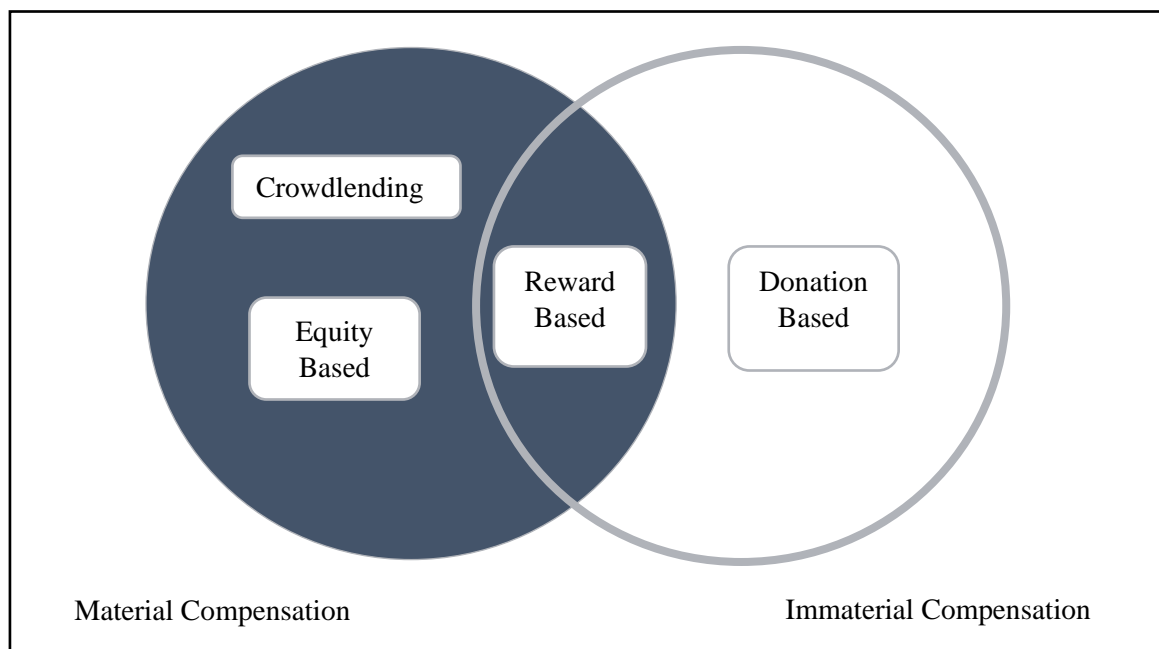 Crowdlending
Equity
Based
Reward
Based
Donation
Based
Material Compensation
Immaterial Compensation